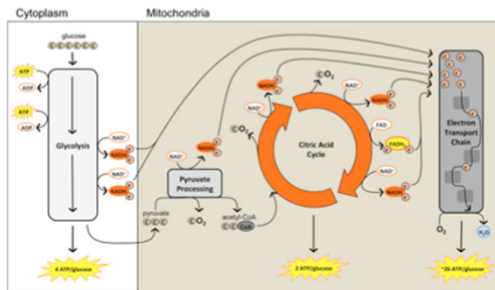 Cytoplasm
Mitochondria
glucose
C C C C C C
ATP
ADP
ATP
ADP
Glycolysis
NAD⁺
NADH
NAD⁺
NADH
4 ATP/glucose
pyruvate
C C C
NAD⁺
NADH
Pyruvate
Processing
CO₂
acetyl-CoA
C C CoA
NAD⁺
NADH
CO₂
CO₂
NAD⁺
NADH
FAD
FADH₂
NAD⁺
NADH
Citric Acid
Cycle
2 ATP/glucose
Electron
Transport
Chain
O₂
H₂O
~26 ATP/glucose